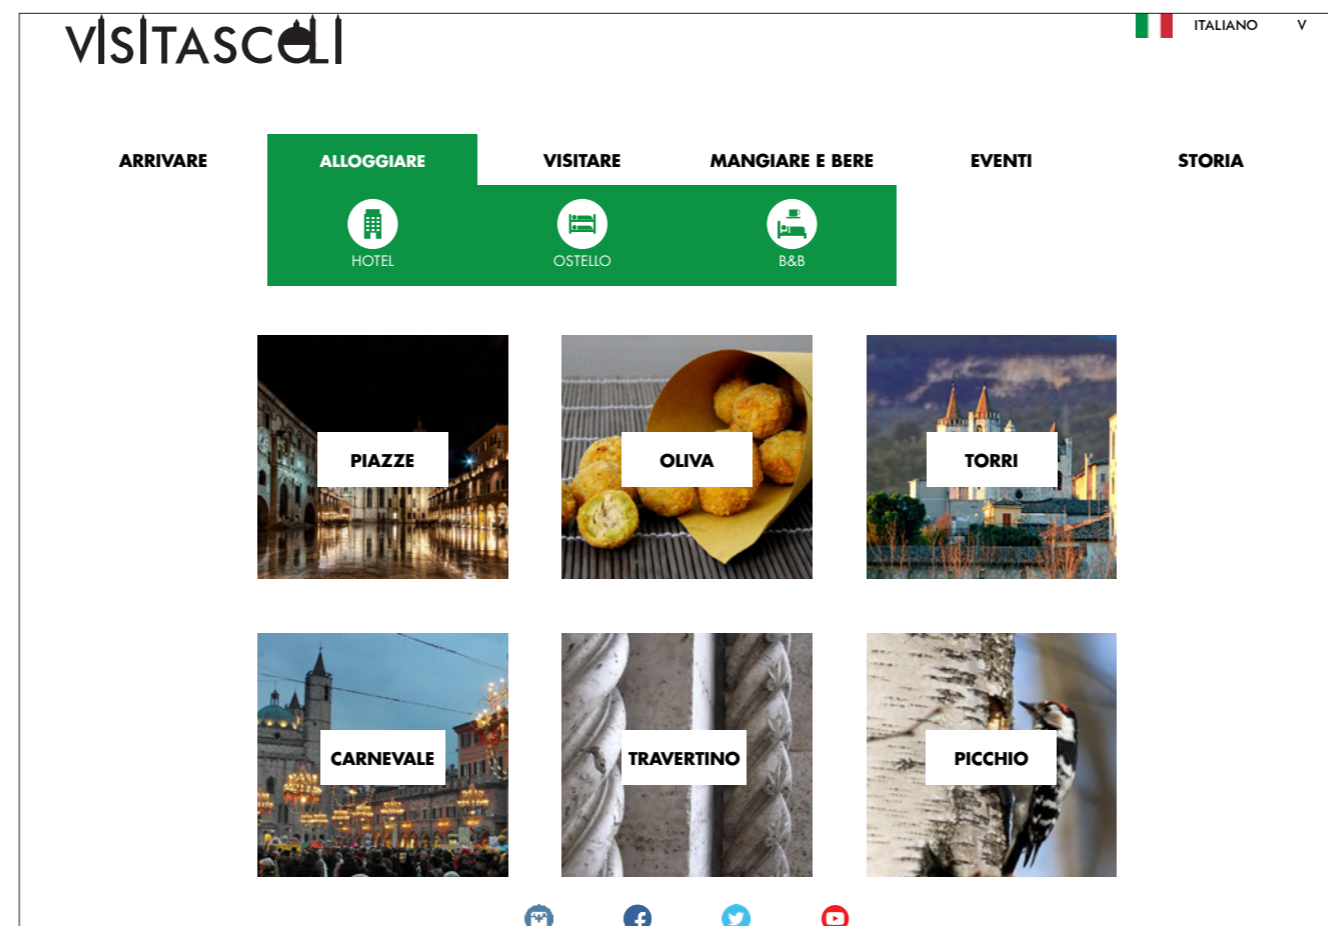 VISITASCOLI
ITALIANO V
ARRIVARE ALLOGGIARE VISITARE MANGIARE E BERE EVENTI STORIA
HOTEL OSTELLO B&B
PIAZZE OLIVA TORRI
CARNEVALE TRAVERTINO PICCHIO